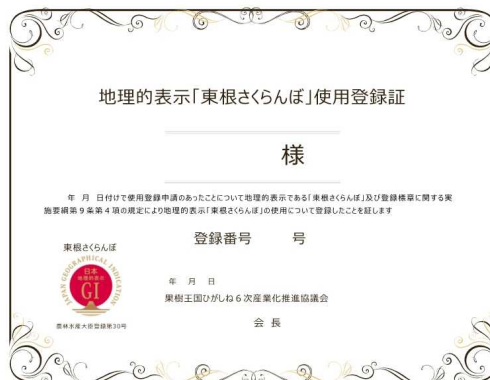 地理的表示「東根さくらんぼ」使用登録証
様
年 月 日付けで使用登録申請のあったことについて地理的表示である「東根さくらんぼ」及び登録標章に関する実
施要綱第9条第4項の規定により地理的表示「東根さくらんぼ」の使用について登録したことを証します
登録番号 号
東根さくらんぼ
JAPAN GEOGRAPHICAL INDICATION
日本
地理的表示
GI
農林水産大臣登録第30号
年 月 日
果樹王国ひがしね6次産業化推進協議会
会 長